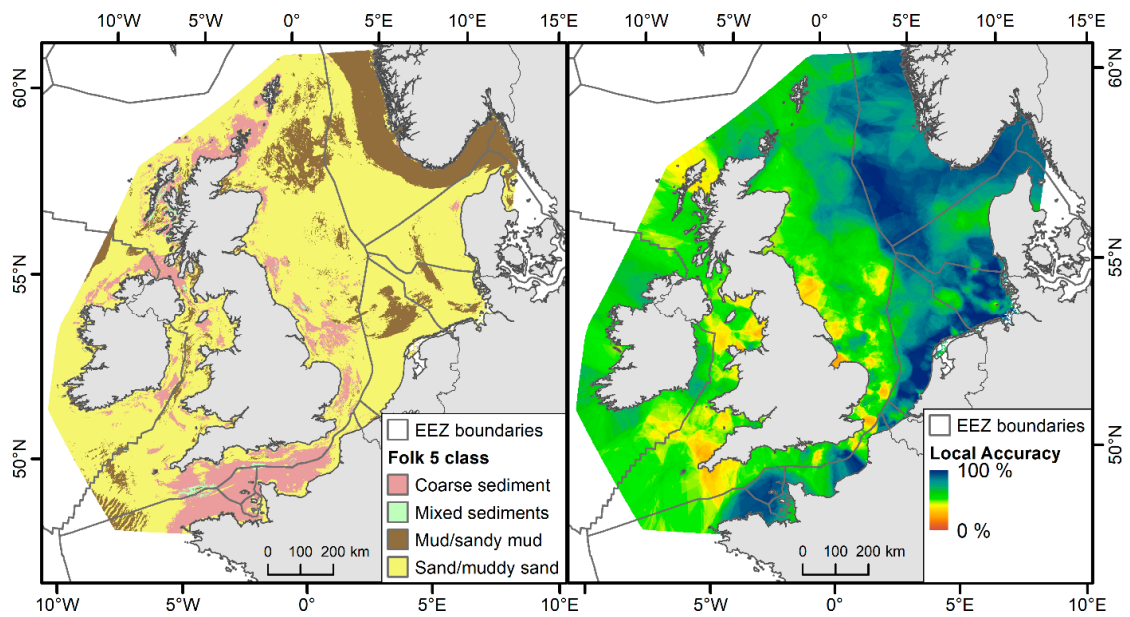 10°W 5°W 0° 5°E 10°E 15°E 10°W 5°W 0° 5°E 10°E 15°E
60°N 60°N
55°N 55°N
50°N 50°N
EEZ boundaries
Folk 5 class
Coarse sediment
Mixed sediments
Mud/sandy mud
Sand/muddy sand
0 100 200 km
EEZ boundaries
Local Accuracy
100 %
0 %
0 100 200 km
10°W 5°W 0° 5°E 10°E 5°W 0° 5°E 10°E